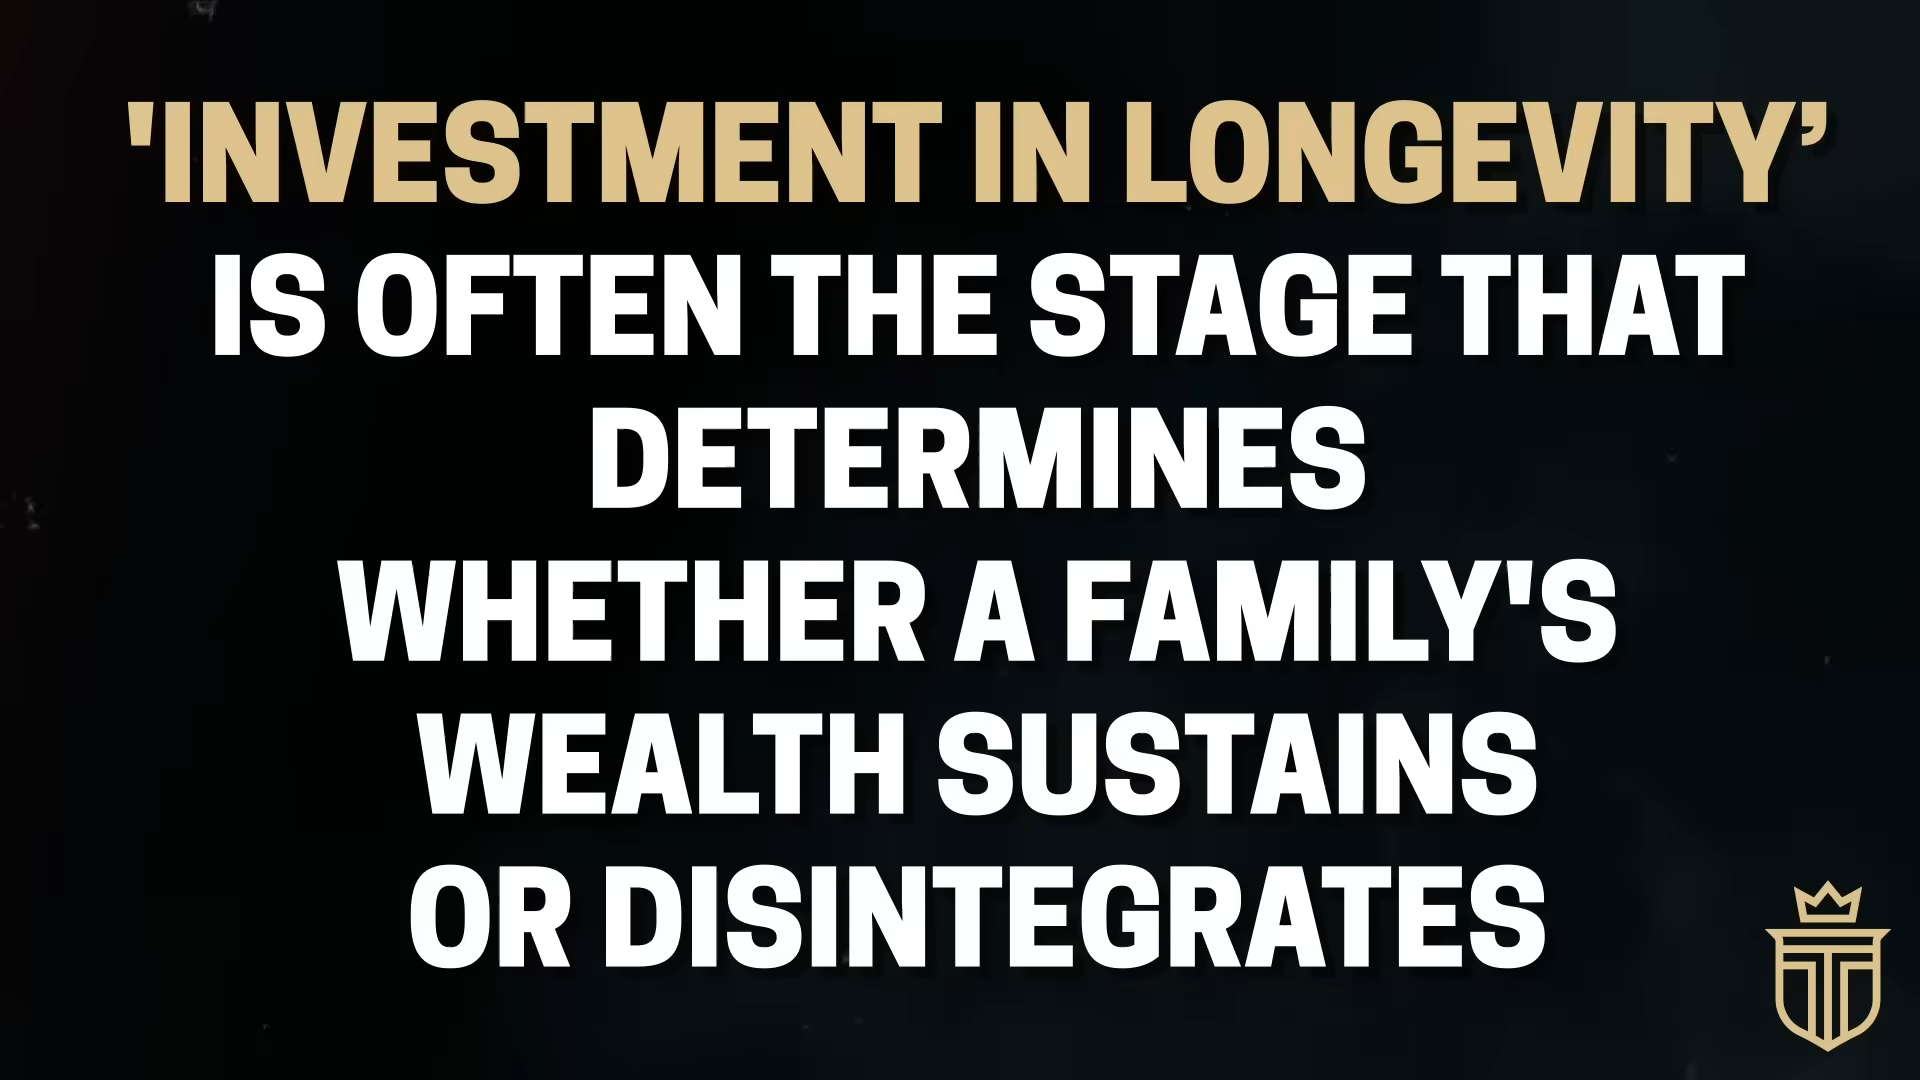 'INVESTMENT IN LONGEVITY’
IS OFTEN THE STAGE THAT
DETERMINES
WHETHER A FAMILY'S
WEALTH SUSTAINS
OR DISINTEGRATES